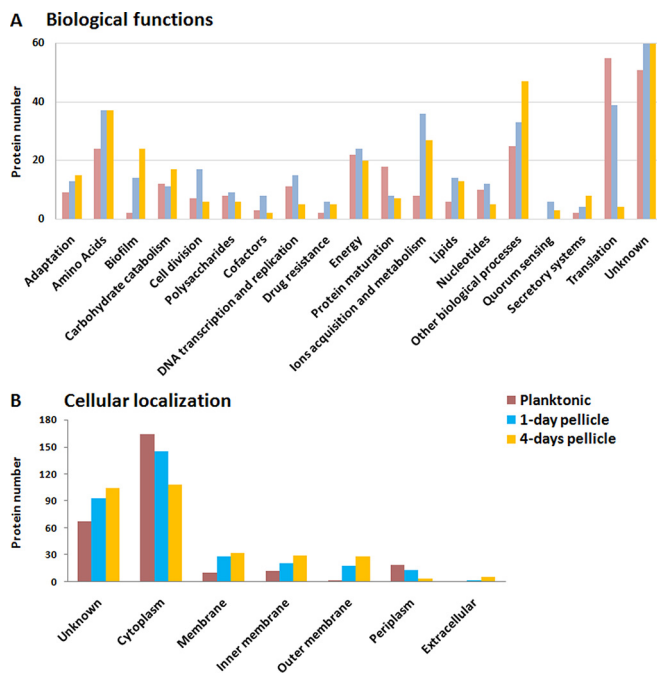 A Biological functions
Protein number
60
40
20
0
Adaptation
Amino Acids
Biofilm
Carbohydrate catabolism
Cell division
Polysaccharides
Cofactors
DNA transcription and replication
Drug resistance
Energy
Protein maturation
Ions acquisition and metabolism
Lipids
Nucleotides
Other biological processes
Quorum sensing
Secretory systems
Translation
Unknown
B Cellular localization
Planktonic
1-day pellicle
4-days pellicle
Protein number
180
150
120
90
60
30
0
Unknown
Cytoplasm
Membrane
Inner membrane
Outer membrane
Periplasm
Extracellular